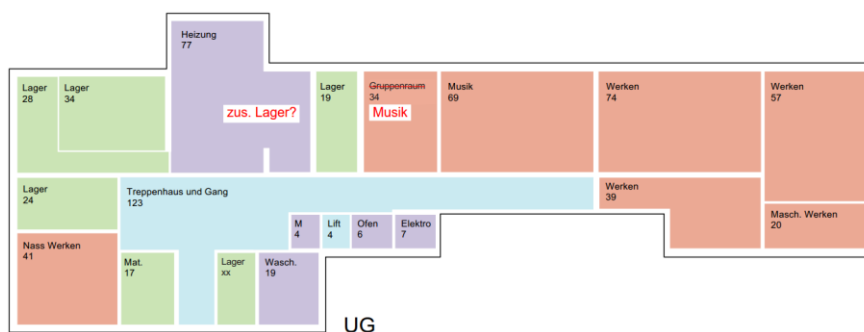 Heizung
77
Lager
28
Lager
34
zus. Lager?
Lager
19
Gruppenraum
34
Musik
Musik
69
Werken
74
Werken
57
Lager
24
Treppenhaus und Gang
123
Werken
39
Masch. Werken
20
M
4
Lift
4
Ofen
6
Elektro
7
Nass Werken
41
Mat.
17
Lager
xx
Wasch.
19
UG